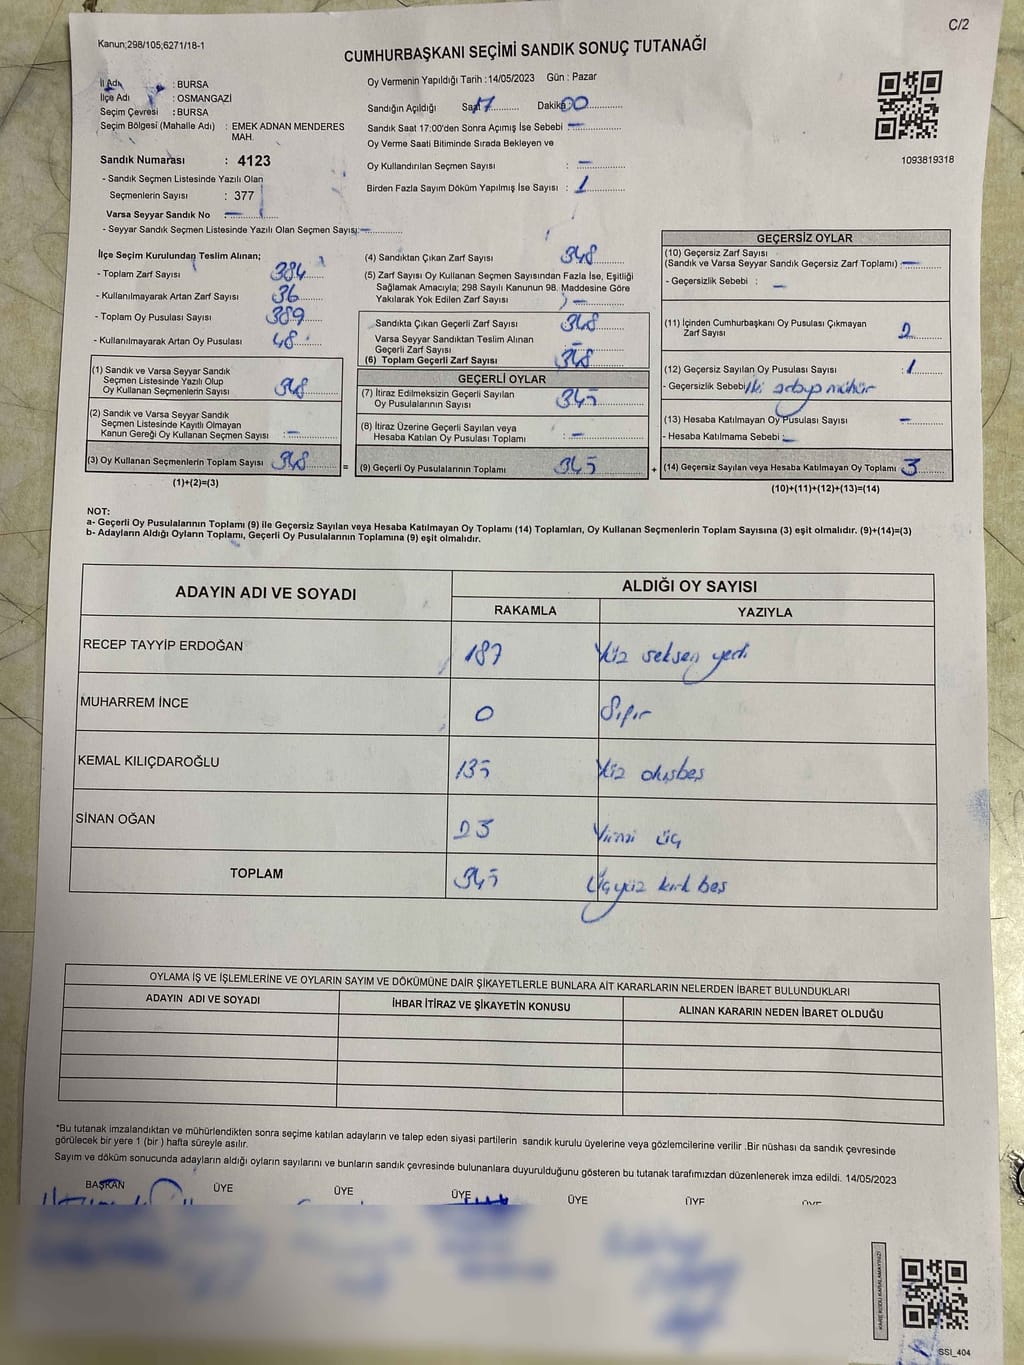 C/2
Kanun;298/105;6271/18-1
CUMHURBAŞKANI SEÇİMİ SANDIK SONUÇ TUTANAĞI
İl Adı : BURSA
İlçe Adı : OSMANGAZİ
Seçim Çevresi : BURSA
Seçim Bölgesi (Mahalle Adı) : EMEK ADNAN MENDERES MAH.
Sandık Numarası : 4123
- Sandık Seçmen Listesinde Yazılı Olan
Seçmenlerin Sayısı : 377
Varsa Seyyar Sandık No —
- Seyyar Sandık Seçmen Listesinde Yazılı Olan Seçmen Sayısı: —
Oy Vermenin Yapıldığı Tarih :14/05/2023 Gün : Pazar
Sandığın Açıldığı Saat 17 Dakika 00
Sandık Saat 17:00'den Sonra Açımış İse Sebebi —
Oy Verme Saati Bitiminde Sırada Bekleyen ve
Oy Kullandırılan Seçmen Sayısı : —
Birden Fazla Sayım Döküm Yapılmış İse Sayısı : 1
1093819318
İlçe Seçim Kurulundan Teslim Alınan;
- Toplam Zarf Sayısı 384
- Kullanılmayarak Artan Zarf Sayısı 36
- Toplam Oy Pusulası Sayısı 389
- Kullanılmayarak Artan Oy Pusulası 48
(1) Sandık ve Varsa Seyyar Sandık
Seçmen Listesinde Yazılı Olup
Oy Kullanan Seçmenlerin Sayısı 348
(2) Sandık ve Varsa Seyyar Sandık
Seçmen Listesinde Kayıtlı Olmayan
Kanun Gereği Oy Kullanan Seçmen Sayısı : —
(3) Oy Kullanan Seçmenlerin Toplam Sayısı 348
(1)+(2)=(3)
(4) Sandıktan Çıkan Zarf Sayısı 348
(5) Zarf Sayısı Oy Kullanan Seçmen Sayısından Fazla İse, Eşitliği
Sağlamak Amacıyla; 298 Sayılı Kanunun 98. Maddesine Göre
Yakılarak Yok Edilen Zarf Sayısı —
Sandıkta Çıkan Geçerli Zarf Sayısı 348
Varsa Seyyar Sandıktan Teslim Alınan
Geçerli Zarf Sayısı : —
(6) Toplam Geçerli Zarf Sayısı 348
GEÇERLİ OYLAR
(7) İtiraz Edilmeksizin Geçerli Sayılan
Oy Pusulalarının Sayısı 345
(8) İtiraz Üzerine Geçerli Sayılan veya
Hesaba Katılan Oy Pusulası Toplamı : —
= (9) Geçerli Oy Pusulalarının Toplamı 345
GEÇERSİZ OYLAR
(10) Geçersiz Zarf Sayısı
(Sandık ve Varsa Seyyar Sandık Geçersiz Zarf Toplamı) —
- Geçersizlik Sebebi : —
(11) İçinden Cumhurbaşkanı Oy Pusulası Çıkmayan
Zarf Sayısı 2
(12) Geçersiz Sayılan Oy Pusulası Sayısı : 1
- Geçersizlik Sebebi İki mühür
(13) Hesaba Katılmayan Oy Pusulası Sayısı —
- Hesaba Katılmama Sebebi : —
+ (14) Geçersiz Sayılan veya Hesaba Katılmayan Oy Toplamı 3
(10)+(11)+(12)+(13)=(14)
NOT:
a- Geçerli Oy Pusulalarının Toplamı (9) ile Geçersiz Sayılan veya Hesaba Katılmayan Oy Toplamı (14) Toplamları, Oy Kullanan Seçmenlerin Toplam Sayısına (3) eşit olmalıdır. (9)+(14)=(3)
b- Adayların Aldığı Oyların Toplamı, Geçerli Oy Pusulalarının Toplamına (9) eşit olmalıdır.
ADAYIN ADI VE SOYADI ALDIĞI OY SAYISI
RAKAMLA YAZIYLA
RECEP TAYYİP ERDOĞAN 187 Yüz seksen yedi
MUHARREM İNCE 0 Sıfır
KEMAL KILIÇDAROĞLU 135 Yüz otuzbeş
SİNAN OĞAN 23 Yirmi üç
TOPLAM 345 Üçyüz kırk beş
OYLAMA İŞ VE İŞLEMLERİNE VE OYLARIN SAYIM VE DÖKÜMÜNE DAİR ŞİKAYETLERLE BUNLARA AİT KARARLARIN NELERDEN İBARET BULUNDUKLARI
ADAYIN ADI VE SOYADI İHBAR İTİRAZ VE ŞİKAYETİN KONUSU ALINAN KARARIN NEDEN İBARET OLDUĞU
*Bu tutanak imzalandıktan ve mühürlendikten sonra seçime katılan adayların ve talep eden siyasi partilerin sandık kurulu üyelerine veya gözlemcilerine verilir .Bir nüshası da sandık çevresinde
görülecek bir yere 1 (bir ) hafta süreyle asılır.
Sayım ve döküm sonucunda adayların aldığı oyların sayılarını ve bunların sandık çevresinde bulunanlara duyurulduğunu gösteren bu tutanak tarafımızdan düzenlenerek imza edildi. 14/05/2023
BAŞKAN ÜYE ÜYE ÜYE ÜYE ÜYE ÜYE
KARE KODU KARALAMAYINIZ!
SSI_404